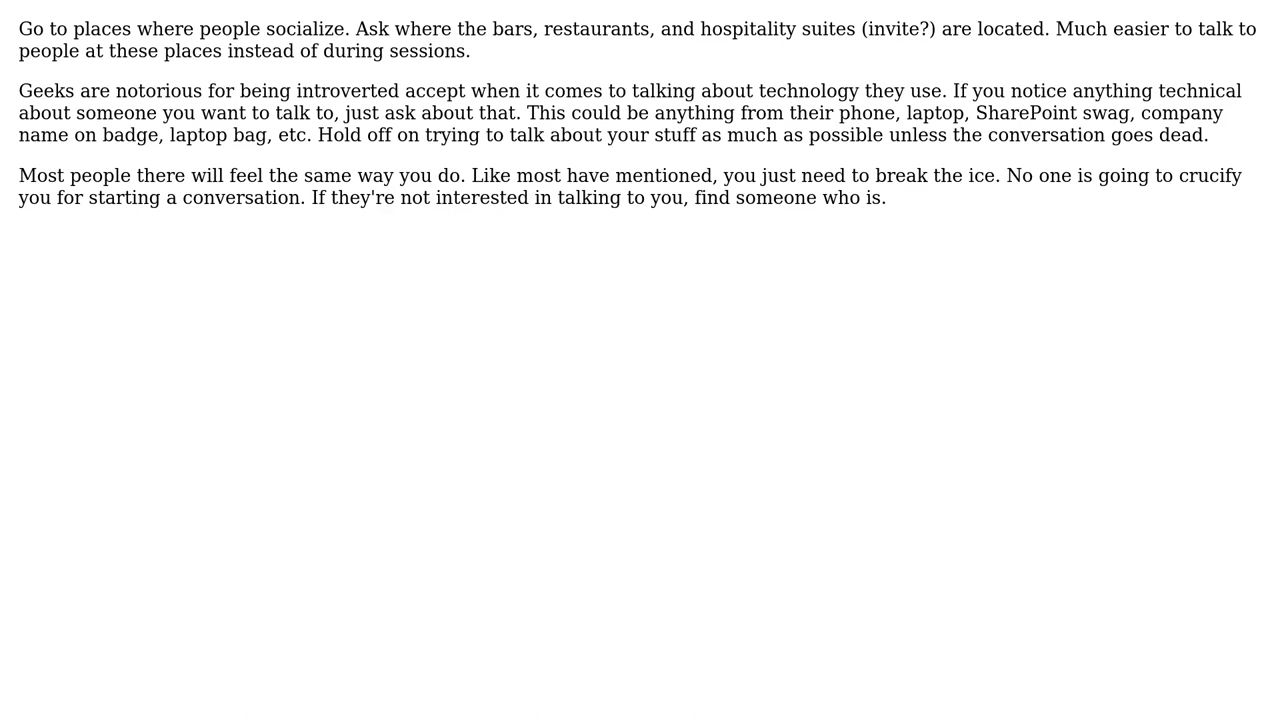 Go to places where people socialize. Ask where the bars, restaurants, and hospitality suites (invite?) are located. Much easier to talk to
people at these places instead of during sessions.
Geeks are notorious for being introverted accept when it comes to talking about technology they use. If you notice anything technical
about someone you want to talk to, just ask about that. This could be anything from their phone, laptop, SharePoint swag, company
name on badge, laptop bag, etc. Hold off on trying to talk about your stuff as much as possible unless the conversation goes dead.
Most people there will feel the same way you do. Like most have mentioned, you just need to break the ice. No one is going to crucify
you for starting a conversation. If they're not interested in talking to you, find someone who is.